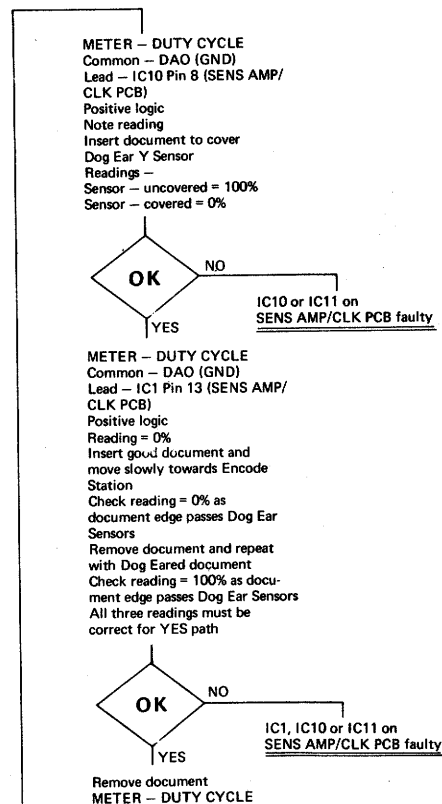 METER – DUTY CYCLE
Common – DAO (GND)
Lead – IC10 Pin 8 (SENS AMP/
CLK PCB)
Positive logic
Note reading
Insert document to cover
Dog Ear Y Sensor
Readings –
Sensor – uncovered = 100%
Sensor – covered = 0%
OK
NO
IC10 or IC11 on
SENS AMP/CLK PCB faulty
YES
METER – DUTY CYCLE
Common – DAO (GND)
Lead – IC1 Pin 13 (SENS AMP/
CLK PCB)
Positive logic
Reading = 0%
Insert good document and
move slowly towards Encode
Station
Check reading = 0% as
document edge passes Dog Ear
Sensors
Remove document and repeat
with Dog Eared document
Check reading = 100% as docu-
ment edge passes Dog Ear Sensors
All three readings must be
correct for YES path
OK
NO
IC1, IC10 or IC11 on
SENS AMP/CLK PCB faulty
YES
Remove document
METER – DUTY CYCLE